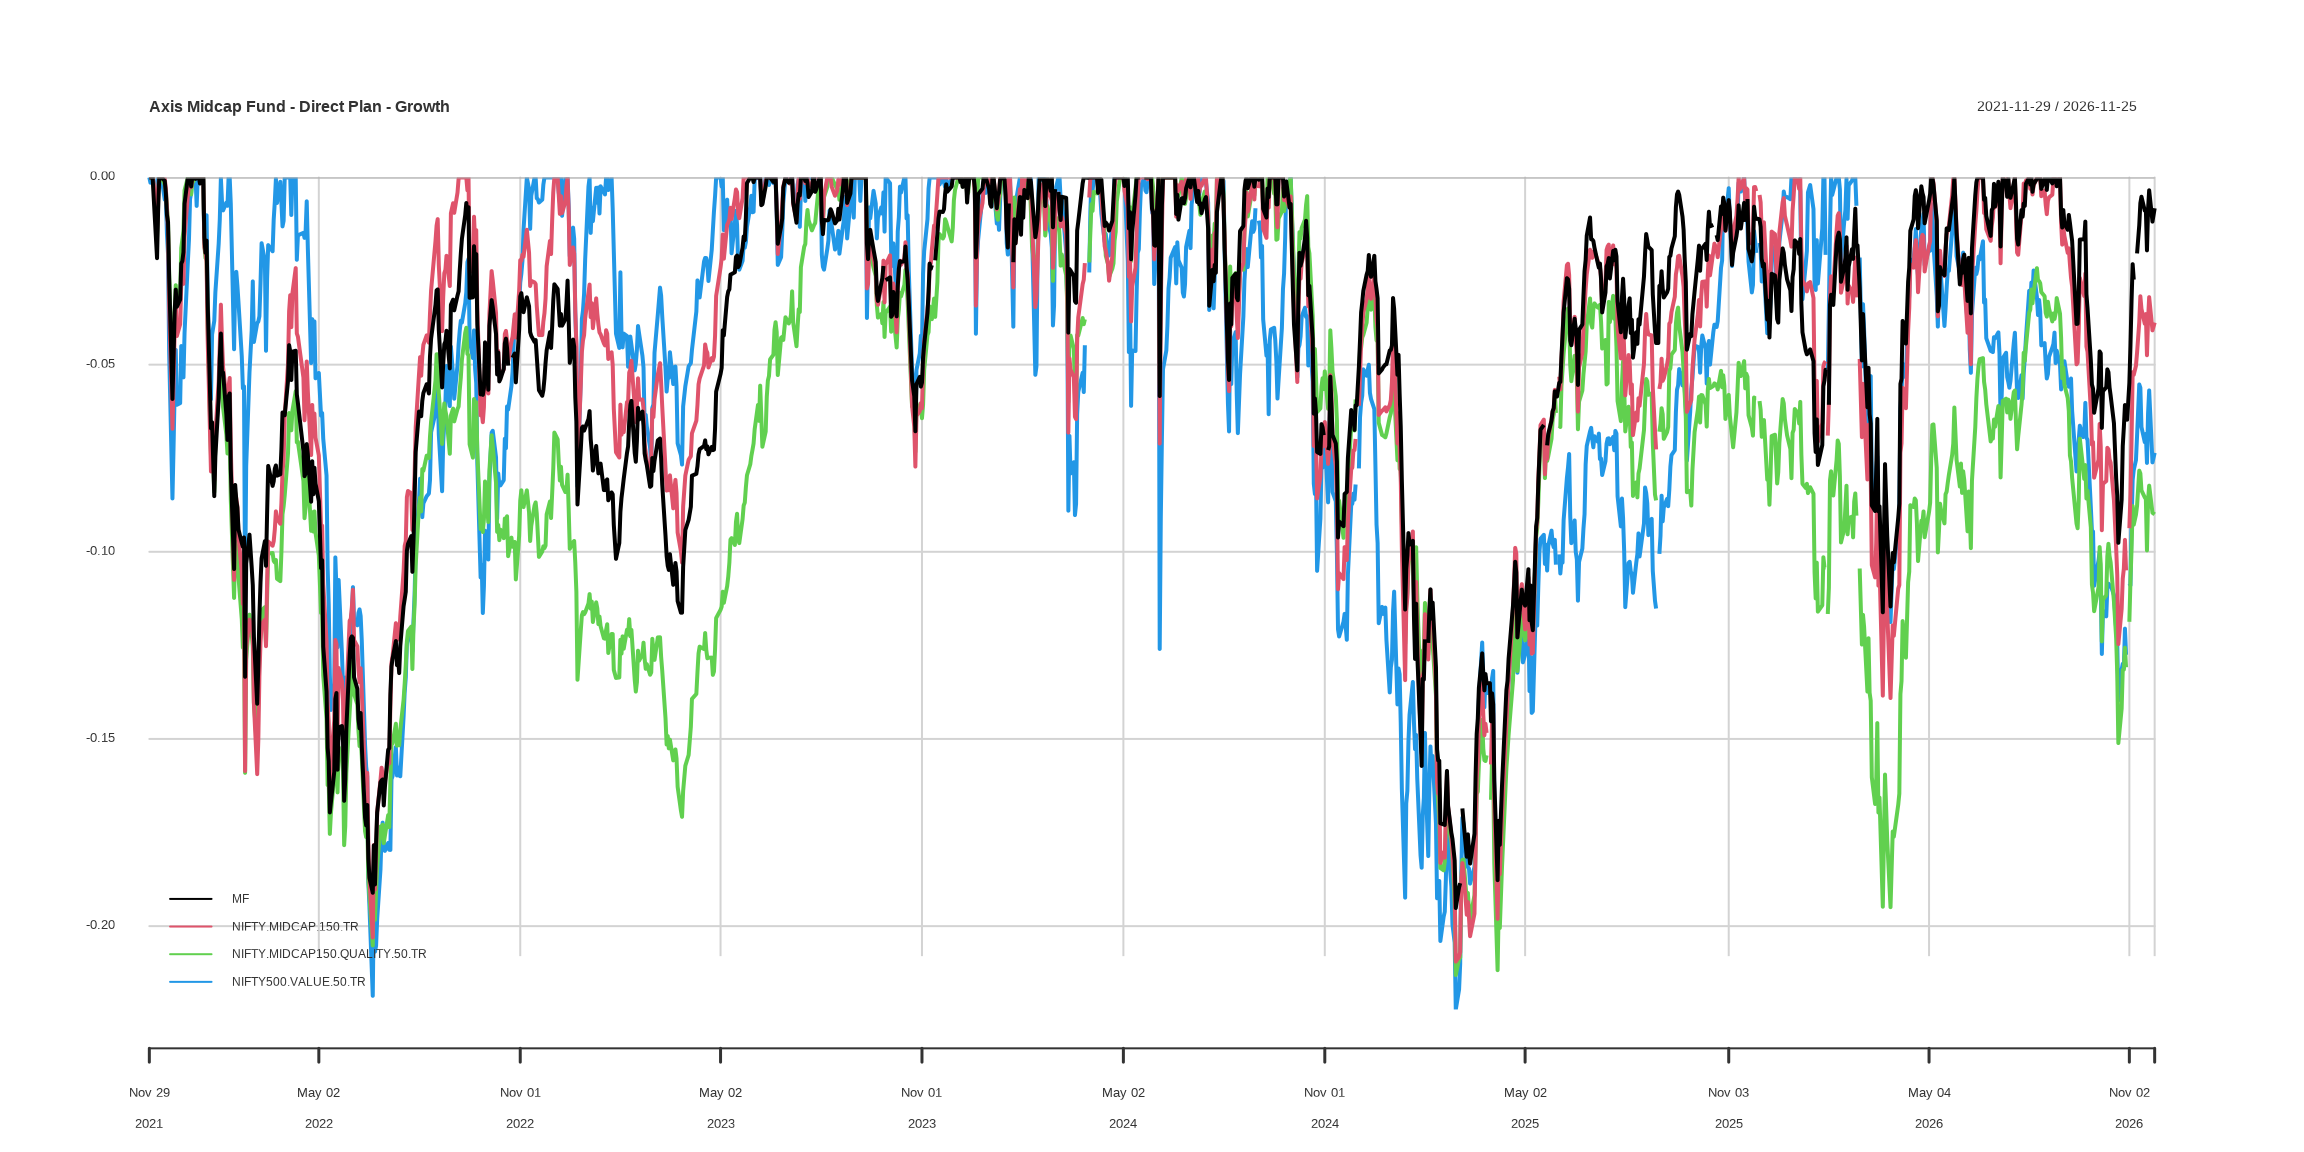 Axis Midcap Fund - Direct Plan - Growth
2021-11-29 / 2026-11-25
0.00
-0.05
-0.10
-0.15
-0.20
MF
NIFTY.MIDCAP.150.TR
NIFTY.MIDCAP150.QUALITY.50.TR
NIFTY500.VALUE.50.TR
Nov 29 May 02 Nov 01 May 02 Nov 01 May 02 Nov 01 May 02 Nov 03 May 04 Nov 02
2021 2022 2022 2023 2023 2024 2024 2025 2025 2026 2026